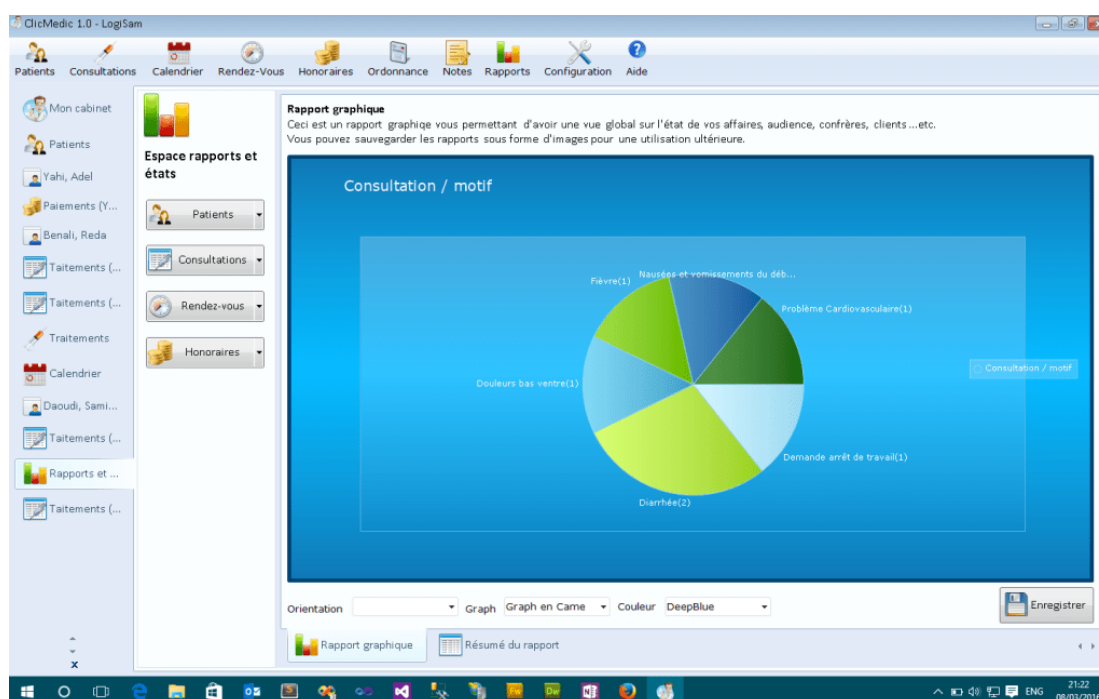 ClicMedic 1.0 - LogiSam
Patients Consultations Calendrier Rendez-Vous Honoraires Ordonnance Notes Rapports Configuration Aide
Mon cabinet
Patients
Yahi, Adel
Paiements (Y...
Benali, Reda
Taitements (...
Taitements (...
Traitements
Calendrier
Daoudi, Sami...
Taitements (...
Rapports et ...
Taitements (...
x
Espace rapports et
états
Patients
Consultations
Rendez-vous
Honoraires
Rapport graphique
Ceci est un rapport graphiqe vous permettant d'avoir une vue global sur l'état de vos affaires, audience, confrères, clients ...etc.
Vous pouvez sauvegarder les rapports sous forme d'images pour une utilisation ultérieure.
Consultation / motif
Nausées et vomissements du déb...
Fièvre(1)
Problème Cardiovasculaire(1)
Consultation / motif
Douleurs bas ventre(1)
Demande arrêt de travail(1)
Diarrhée(2)
Orientation Graph Graph en Came Couleur DeepBlue Enregistrer
Rapport graphique Résumé du rapport
ENG 21:22
08/03/2016